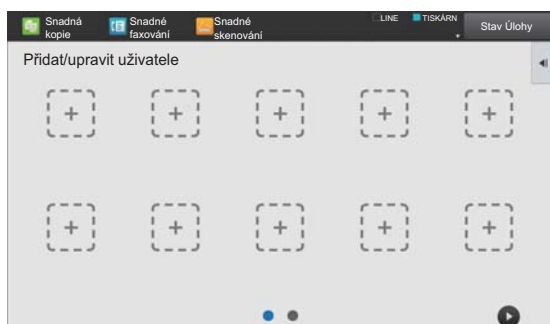 Snadná
kopie
Snadné
faxování
Snadné
skenování
LINE
TISKÁRN
Stav Úlohy
Přidat/upravit uživatele